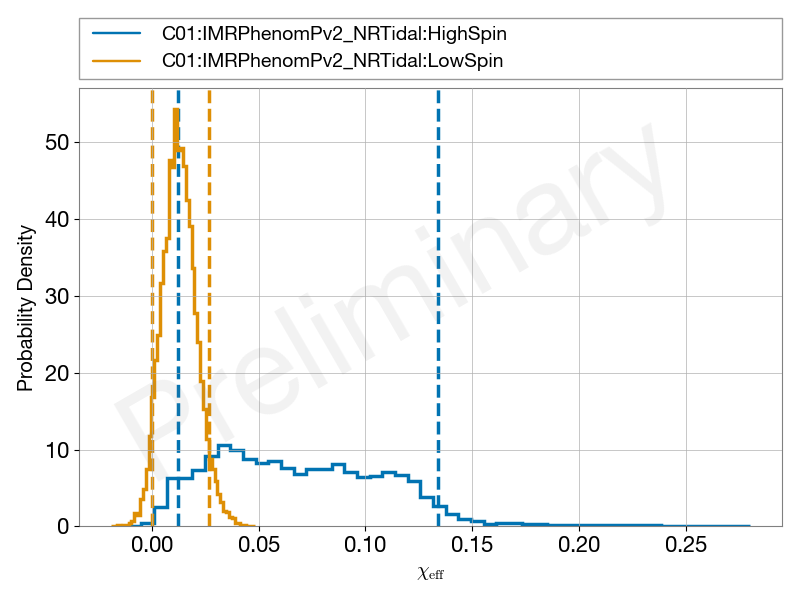 C01:IMRPhenomPv2_NRTidal:HighSpin
C01:IMRPhenomPv2_NRTidal:LowSpin
Preliminary
Probability Density
50
40
30
20
10
0
0.00 0.05 0.10 0.15 0.20 0.25
χeff